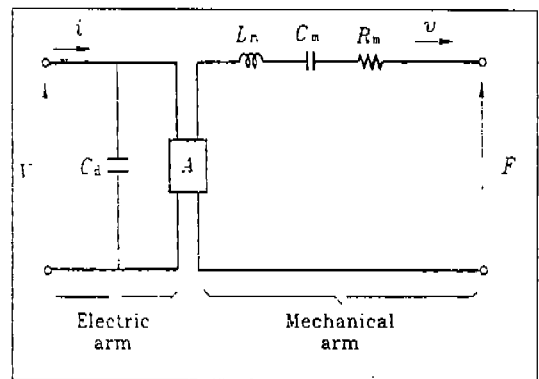 i
L_m C_m R_m v
V C_d A F
Electric arm
Mechanical arm